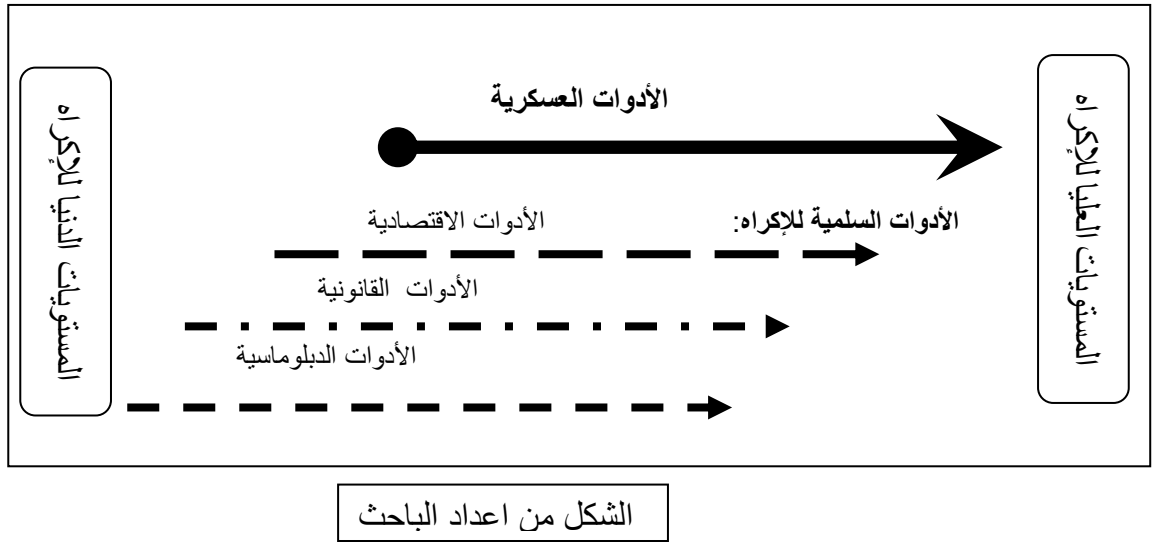 الأدوات العسكرية
المستويات العليا للإكراه
المستويات الدنيا للإكراه
الأدوات السلمية للإكراه:
الأدوات الاقتصادية
الأدوات القانونية
الأدوات الدبلوماسية
الشكل من اعداد الباحث